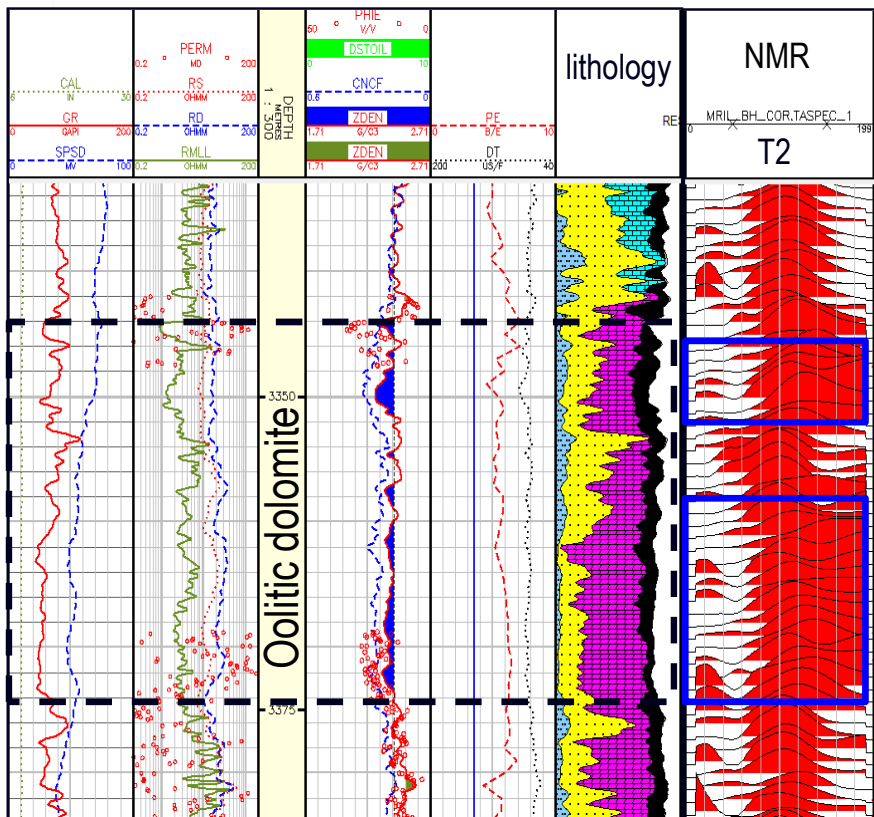 CAL
6 IN 30
GR
0 GAPI 200
SPSD
0 MV 100
PERM
0.2 MD 200
RS
0.2 OHMM 200
RD
0.2 OHMM 200
RMLL
0.2 OHMM 200
DEPTH
METRES
1 : 300
PHIE
50 V/V 0
DSTOIL
0 10
CNCF
0.6 0
ZDEN
1.71 G/C3 2.71
ZDEN
1.71 G/C3 2.71
PE
0 B/E 10
DT
200 US/F 40
lithology
RES
NMR
MRIL_BH_COR.TASPEC_1
0 199
T2
3350
Oolitic dolomite
3375